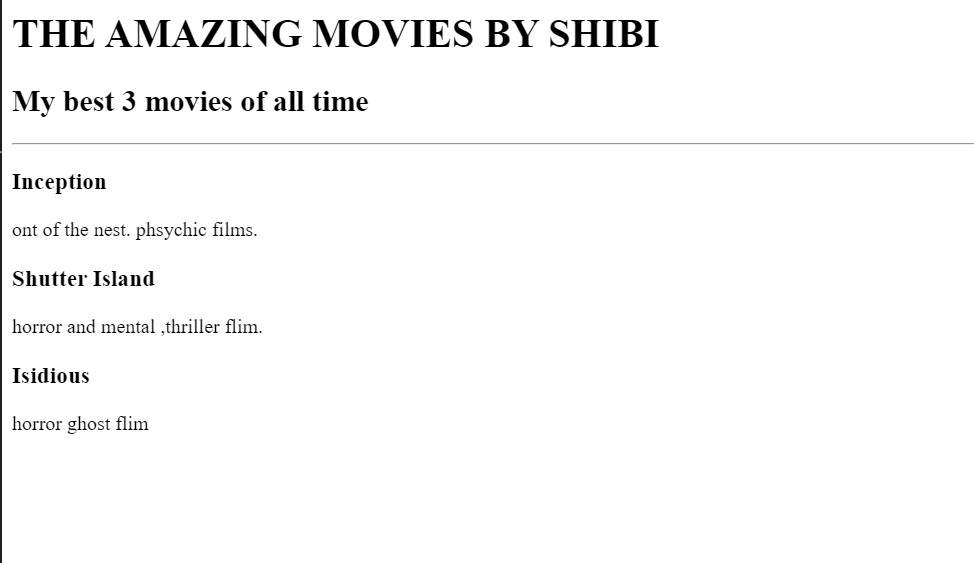 THE AMAZING MOVIES BY SHIBI
My best 3 movies of all time
Inception
ont of the nest. phsychic films.
Shutter Island
horror and mental ,thriller flim.
Isidious
horror ghost flim